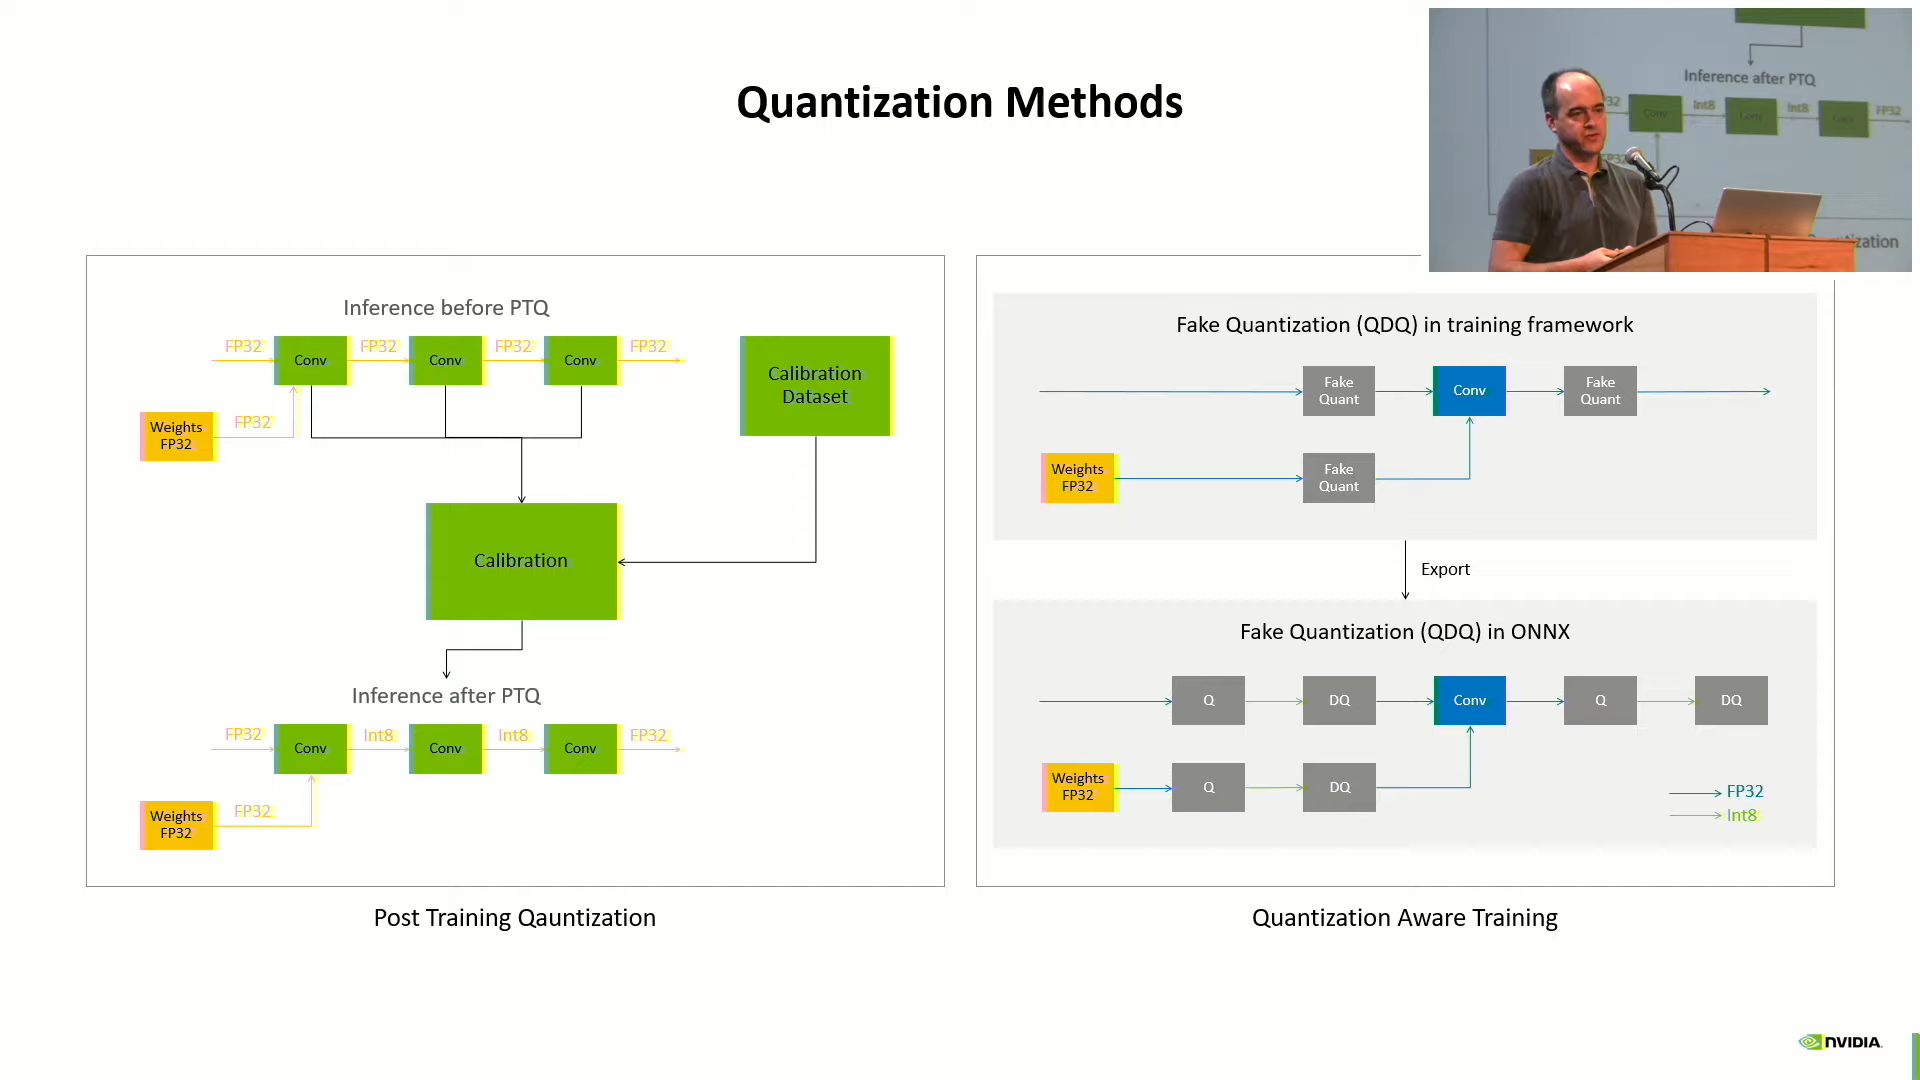 Quantization Methods
Inference before PTQ
FP32
Conv
FP32
Conv
FP32
Conv
FP32
Weights
FP32
FP32
Calibration
Dataset
Calibration
Inference after PTQ
FP32
Conv
Int8
Conv
Int8
Conv
FP32
Weights
FP32
FP32
Post Training Qauntization
Fake Quantization (QDQ) in training framework
Fake
Quant
Conv
Fake
Quant
Weights
FP32
Fake
Quant
Export
Fake Quantization (QDQ) in ONNX
Q
DQ
Conv
Q
DQ
Weights
FP32
Q
DQ
FP32
Int8
Quantization Aware Training
Inference after PTQ
32
Conv
Int8
Conv
Int8
Conv
FP32
FP32
ization
NVIDIA